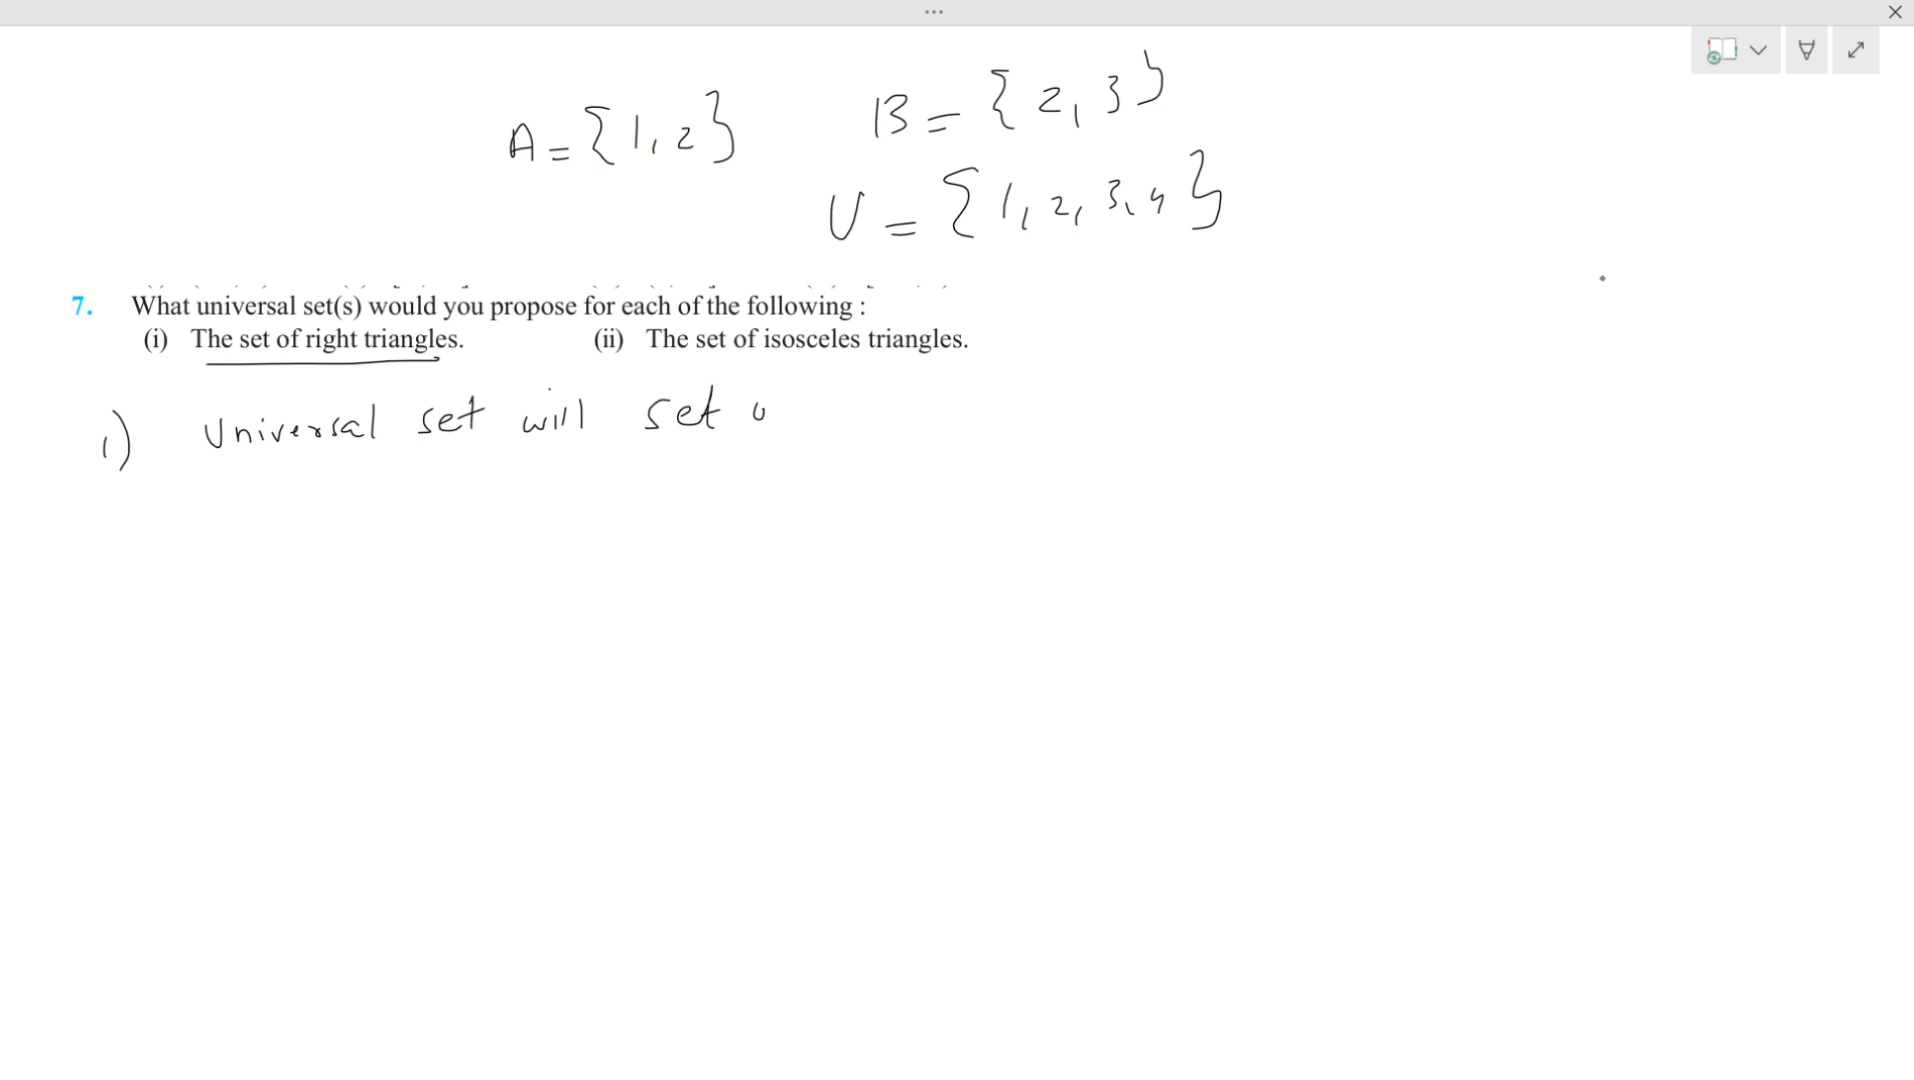 A = {1, 2} B = {2, 3}
U = {1, 2, 3, 4}
7. What universal set(s) would you propose for each of the following :
(i) The set of right triangles. (ii) The set of isosceles triangles.
1) Universal set will set o